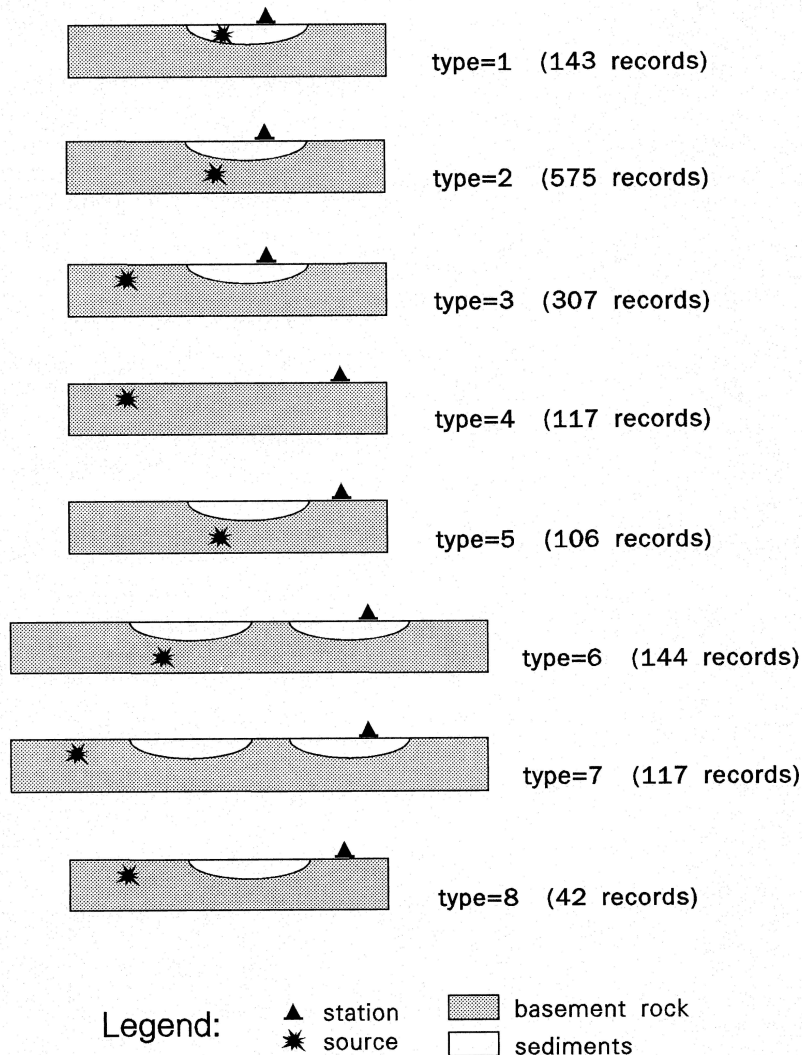 type=1 (143 records)
type=2 (575 records)
type=3 (307 records)
type=4 (117 records)
type=5 (106 records)
type=6 (144 records)
type=7 (117 records)
type=8 (42 records)
Legend:
station
source
basement rock
sediments